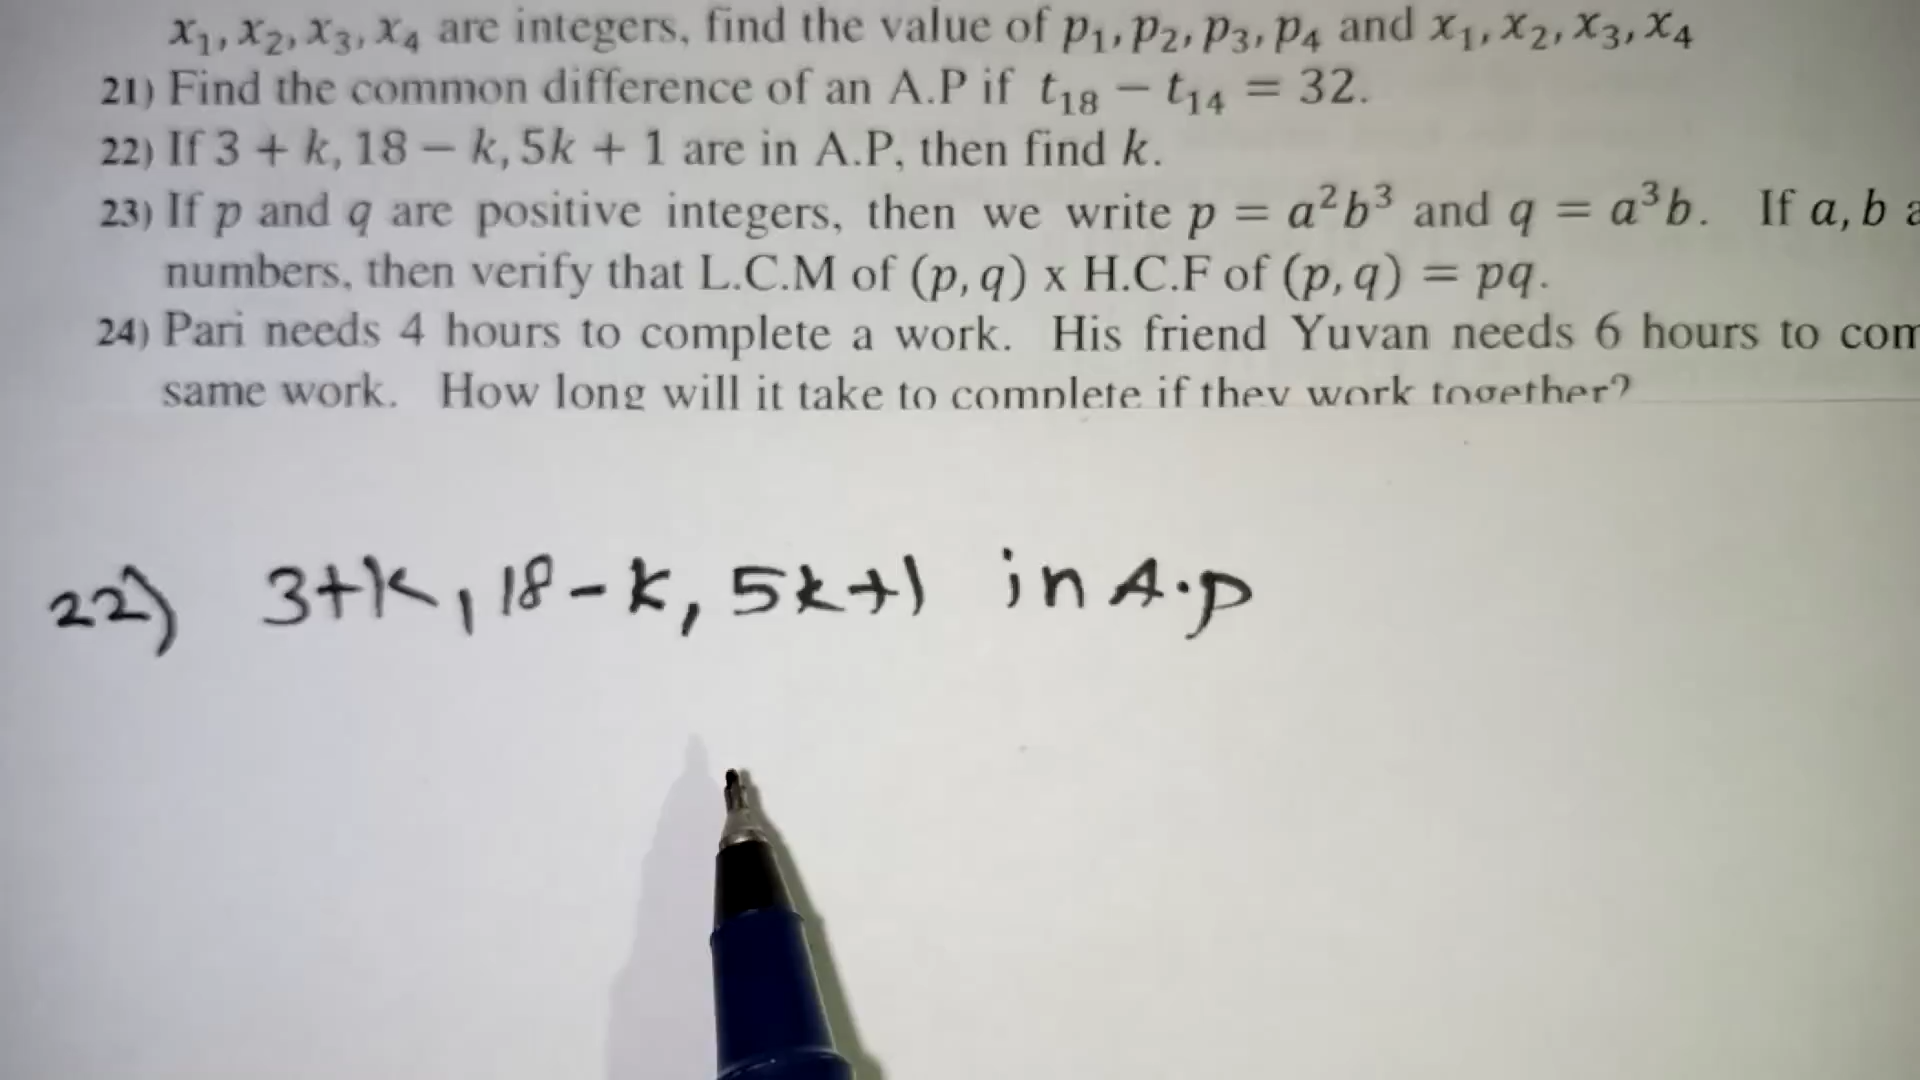 x₁, x₂, x₃, x₄ are integers, find the value of p₁, p₂, p₃, p₄ and x₁, x₂, x₃, x₄
21) Find the common difference of an A.P if t₁₈ − t₁₄ = 32.
22) If 3 + k, 18 − k, 5k + 1 are in A.P, then find k.
23) If p and q are positive integers, then we write p = a²b³ and q = a³b. If a, b
numbers, then verify that L.C.M of (p, q) x H.C.F of (p, q) = pq.
24) Pari needs 4 hours to complete a work. His friend Yuvan needs 6 hours to
same work. How long will it take to complete if they work together?
22) 3+k, 18-k, 5k+1 in A.p